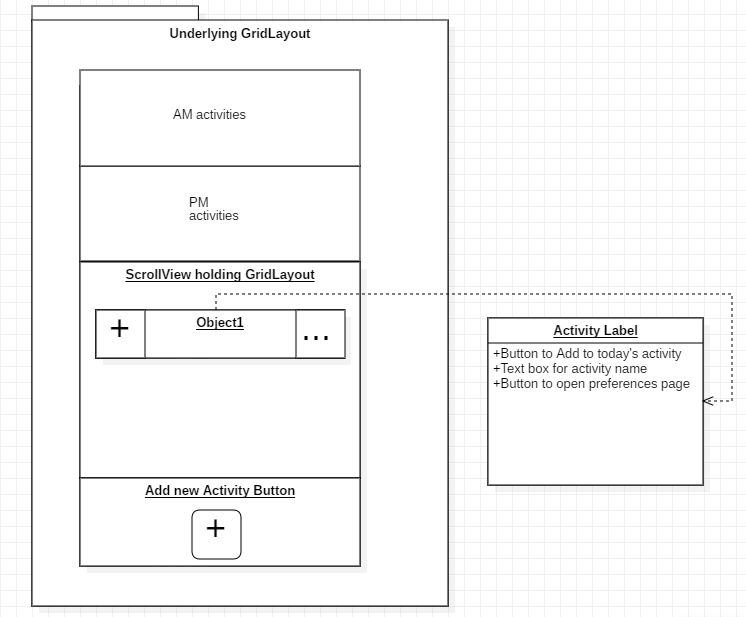 Underlying GridLayout
AM activities
PM
activities
ScrollView holding GridLayout
+ Object1 ...
Activity Label
+Button to Add to today's activity
+Text box for activity name
+Button to open preferences page
Add new Activity Button
+